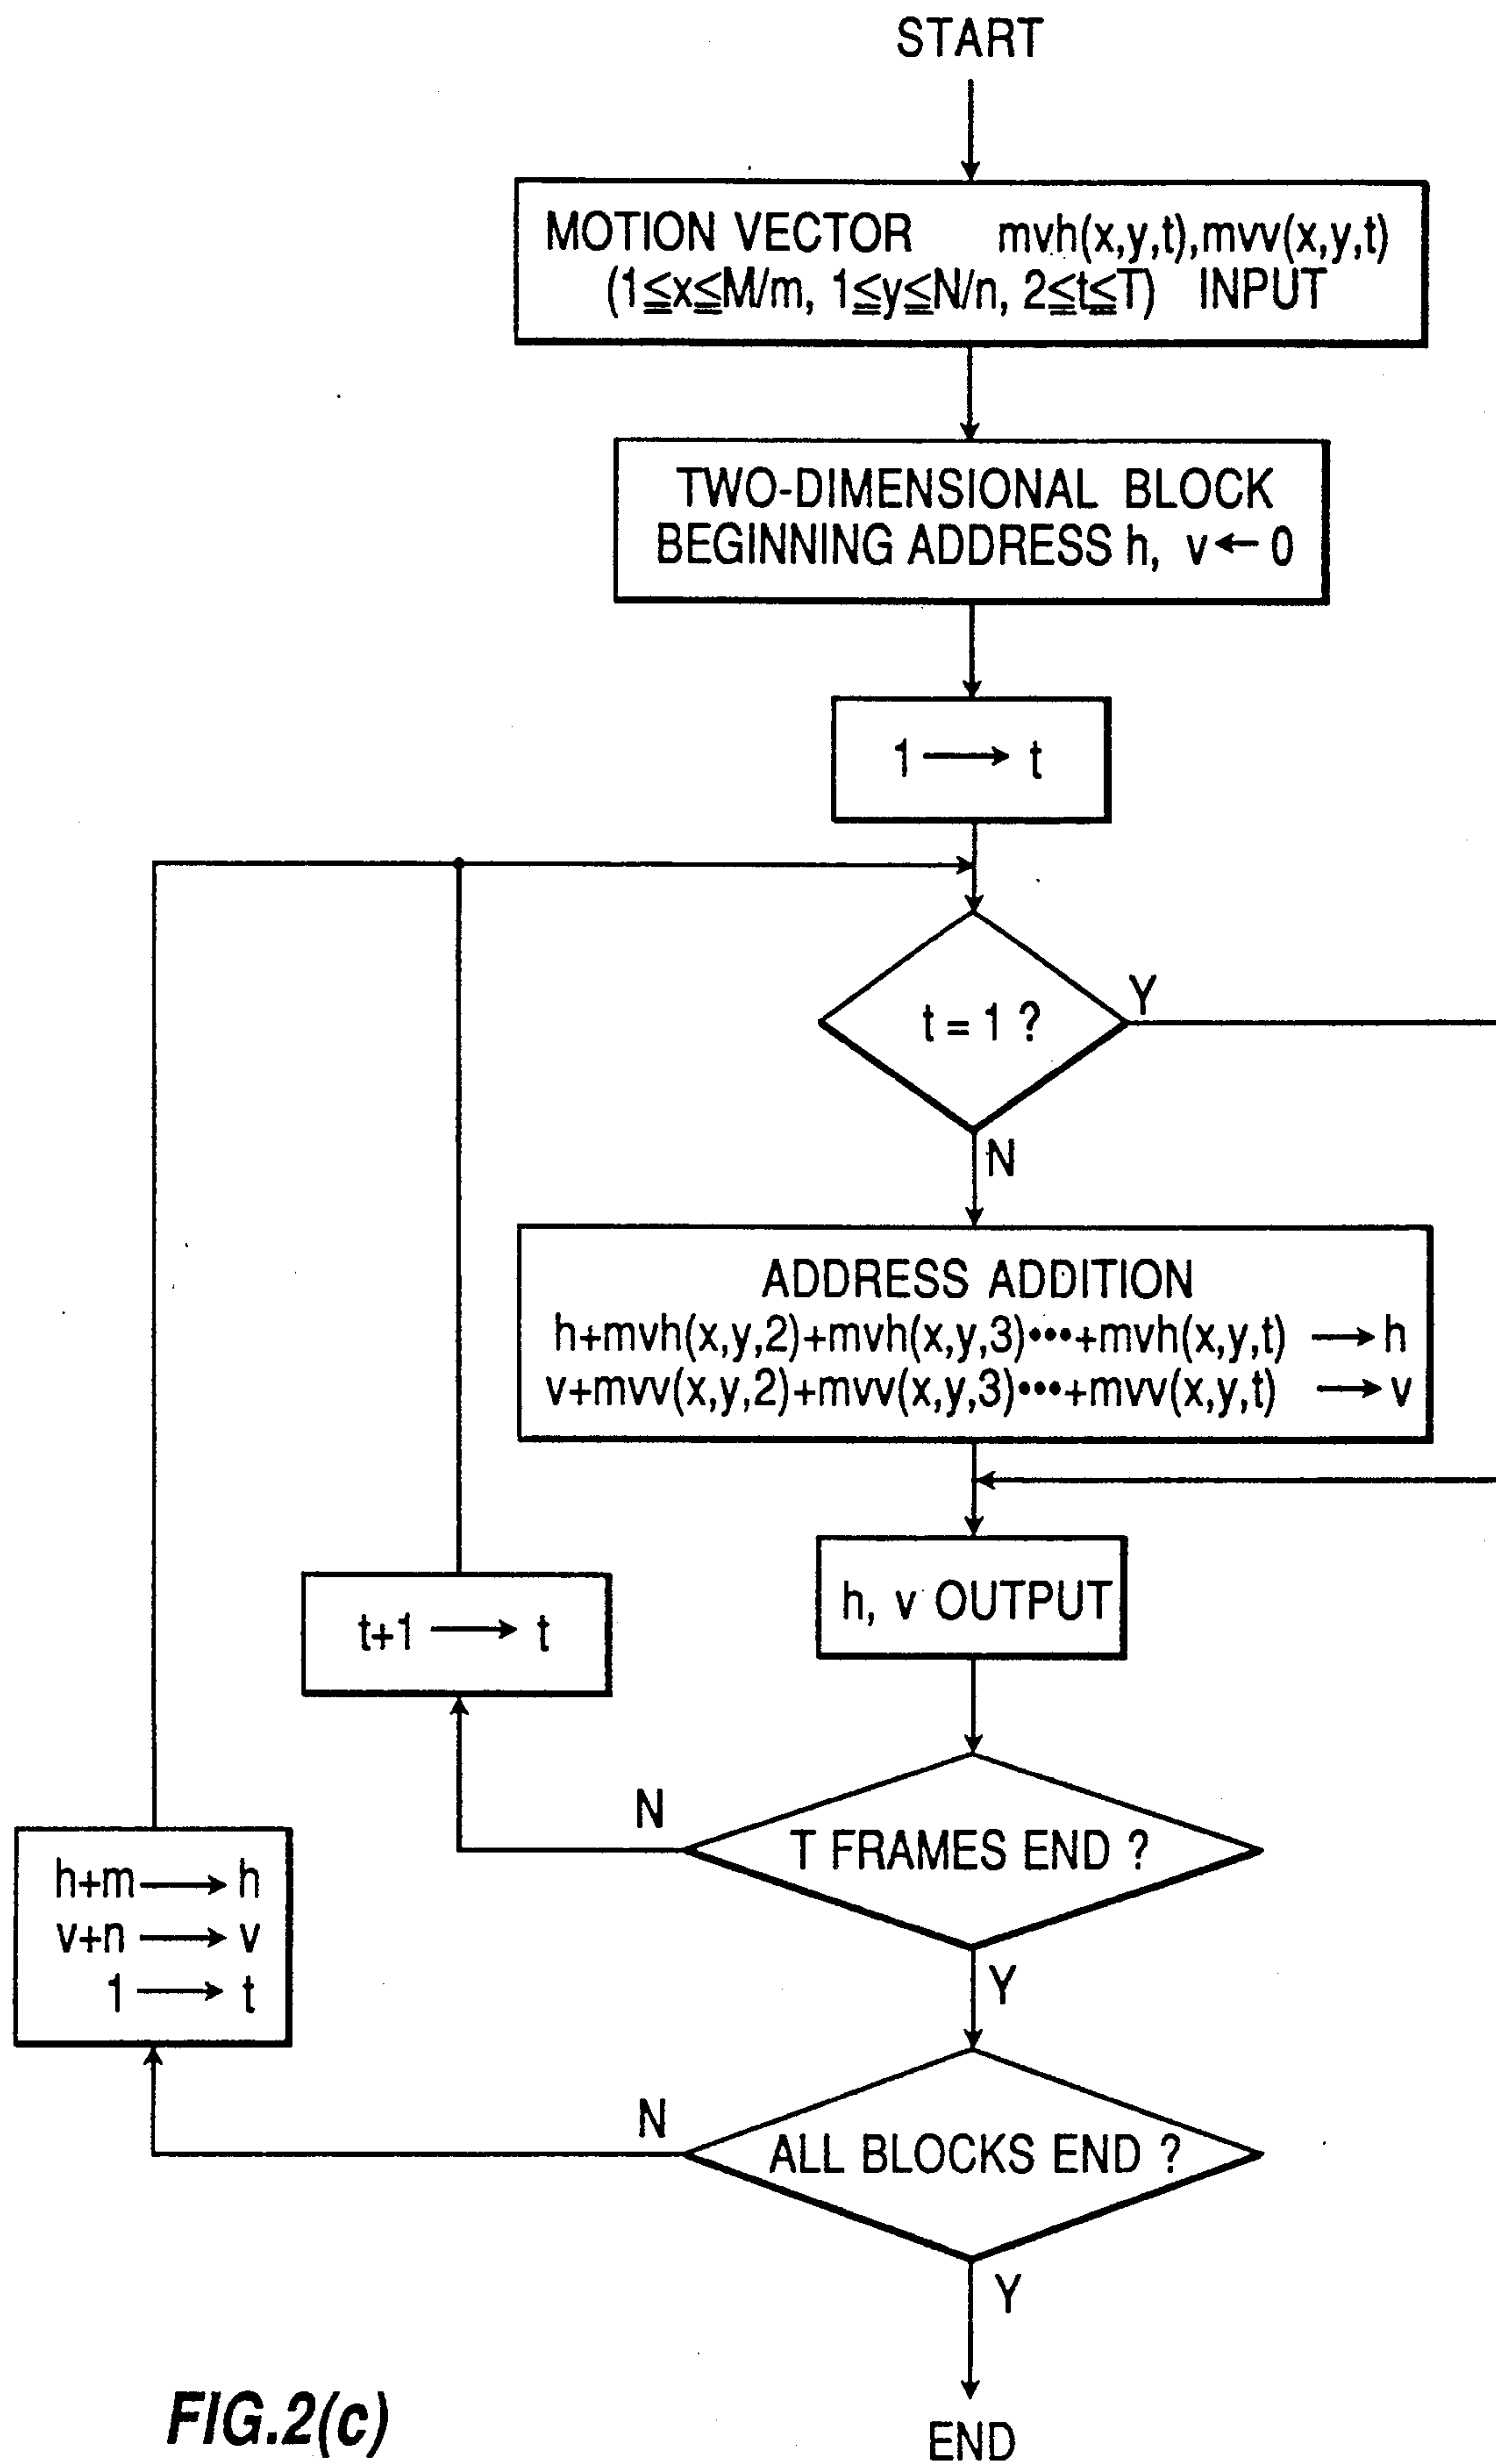 START
MOTION VECTOR mvh(x,y,t),mvv(x,y,t)
(1≦x≦M/m, 1≦y≦N/n, 2≦t≦T) INPUT
TWO-DIMENSIONAL BLOCK
BEGINNING ADDRESS h, v ← 0
1 → t
t = 1 ?
Y
N
ADDRESS ADDITION
h+mvh(x,y,2)+mvh(x,y,3)•••+mvh(x,y,t) → h
v+mvv(x,y,2)+mvv(x,y,3)•••+mvv(x,y,t) → v
h, v OUTPUT
t+1 → t
T FRAMES END ?
N
Y
h+m → h
v+n → v
1 → t
ALL BLOCKS END ?
N
Y
END
FIG.2(c)